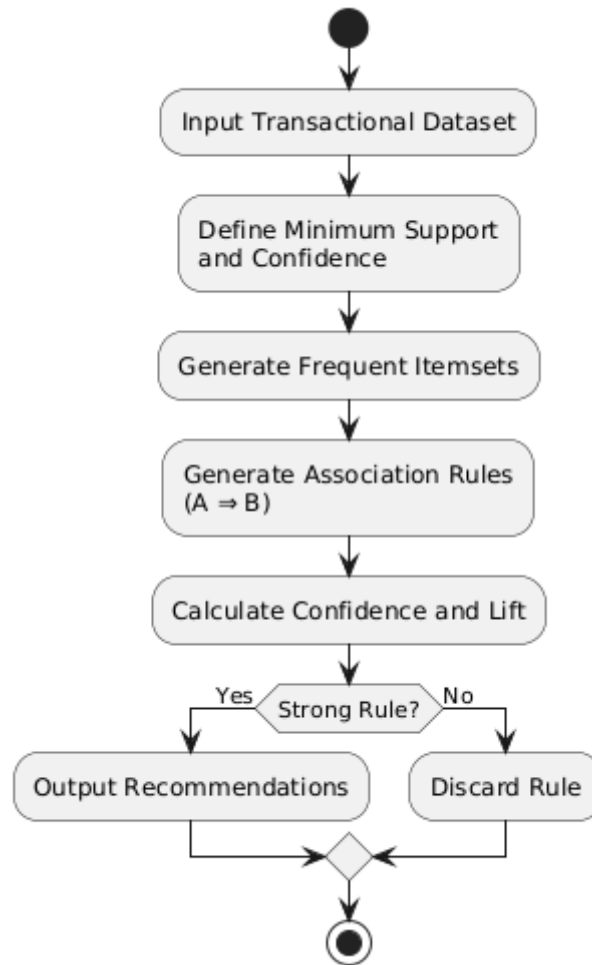 Input Transactional Dataset
Define Minimum Support
and Confidence
Generate Frequent Itemsets
Generate Association Rules
(A ⇒ B)
Calculate Confidence and Lift
Yes
Strong Rule?
No
Output Recommendations
Discard Rule